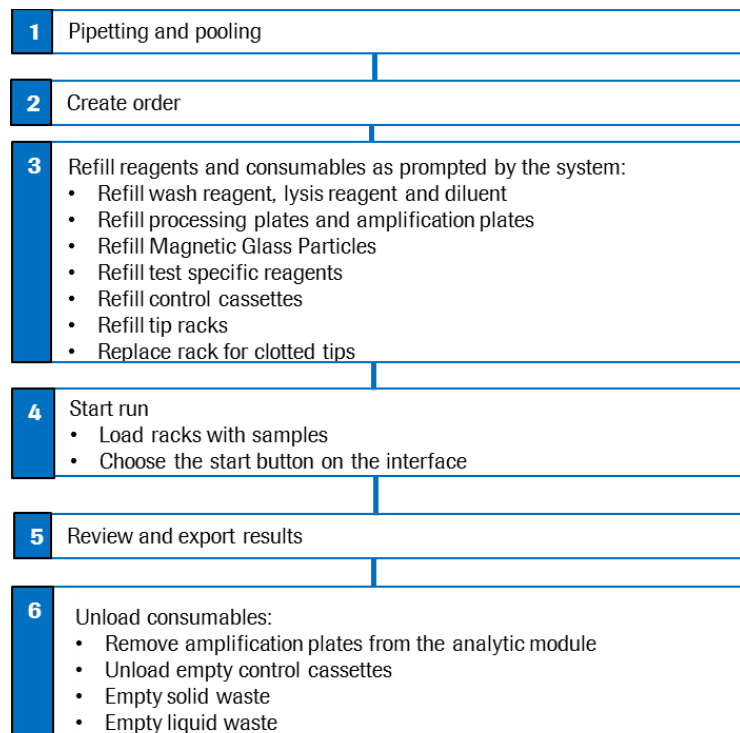 1 Pipetting and pooling
2 Create order
3 Refill reagents and consumables as prompted by the system:
• Refill wash reagent, lysis reagent and diluent
• Refill processing plates and amplification plates
• Refill Magnetic Glass Particles
• Refill test specific reagents
• Refill control cassettes
• Refill tip racks
• Replace rack for clotted tips
4 Start run
• Load racks with samples
• Choose the start button on the interface
5 Review and export results
6 Unload consumables:
• Remove amplification plates from the analytic module
• Unload empty control cassettes
• Empty solid waste
• Empty liquid waste